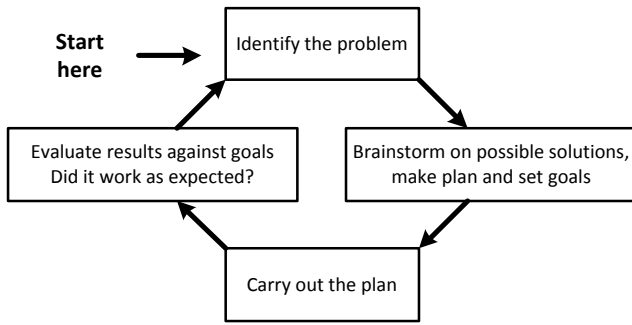 Start
here
Identify the problem
Brainstorm on possible solutions,
make plan and set goals
Carry out the plan
Evaluate results against goals
Did it work as expected?